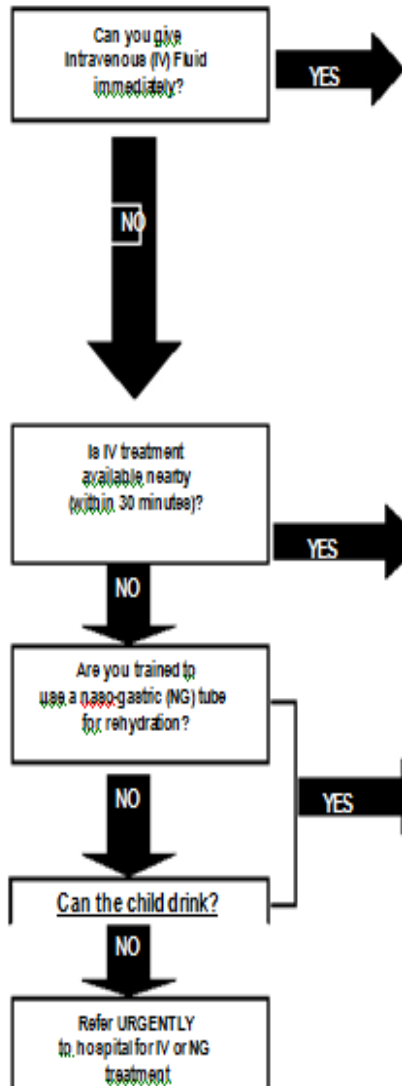 Can you give
Intravenous (IV) Fluid
immediately?
YES
NO
Is IV treatment
available nearby
(within 30 minutes)?
YES
NO
Are you trained to
use a naso-gastric (NG) tube
for rehydration?
NO
YES
Can the child drink?
NO
Refer URGENTLY
to hospital for IV or NG
treatment